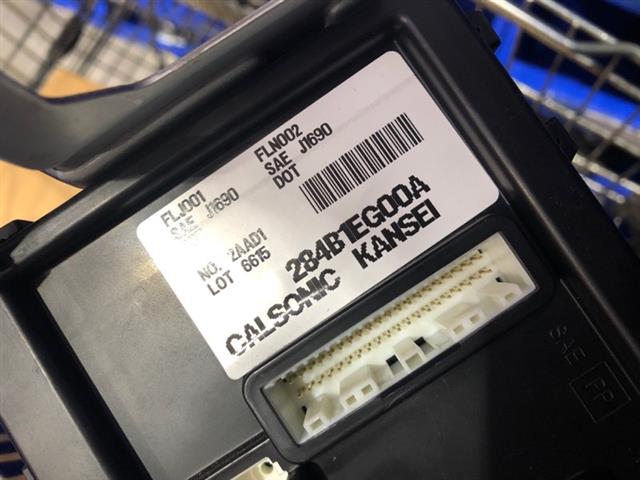 FLJ001
SAE J1690
FLN002
SAE J1690
DOT
NO. 2AAD1
LOT 6615
284B1EG00A
CALSONIC KANSEI
SAE
PP